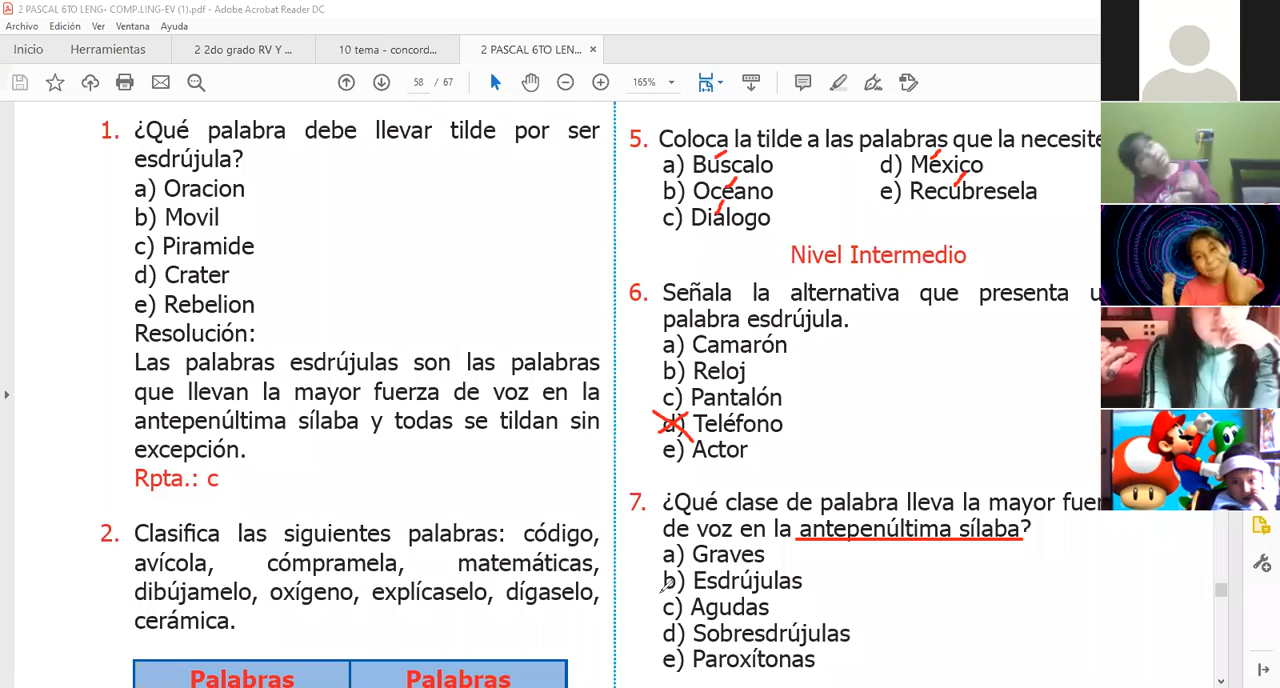 2 PASCAL 6TO LENG- COMP.LING-EV (1).pdf - Adobe Acrobat Reader DC
Archivo Edición Ver Ventana Ayuda
Inicio Herramientas 2 2do grado RV Y ... 10 tema - concord... 2 PASCAL 6TO LEN... ×
58 / 67 165%
1. ¿Qué palabra debe llevar tilde por ser
esdrújula?
a) Oracion
b) Movil
c) Piramide
d) Crater
e) Rebelion
Resolución:
Las palabras esdrújulas son las palabras
que llevan la mayor fuerza de voz en la
antepenúltima sílaba y todas se tildan sin
excepción.
Rpta.: c
2. Clasifica las siguientes palabras: código,
avícola, cómpramela, matemáticas,
dibújamelo, oxígeno, explícaselo, dígaselo,
cerámica.
Palabras Palabras
5. Coloca la tilde a las palabras que la necesite
a) Búscalo d) México
b) Océano e) Recúbresela
c) Diálogo
Nivel Intermedio
6. Señala la alternativa que presenta u
palabra esdrújula.
a) Camarón
b) Reloj
c) Pantalón
d) Teléfono
e) Actor
7. ¿Qué clase de palabra lleva la mayor fuer
de voz en la antepenúltima sílaba?
a) Graves
b) Esdrújulas
c) Agudas
d) Sobresdrújulas
e) Paroxítonas